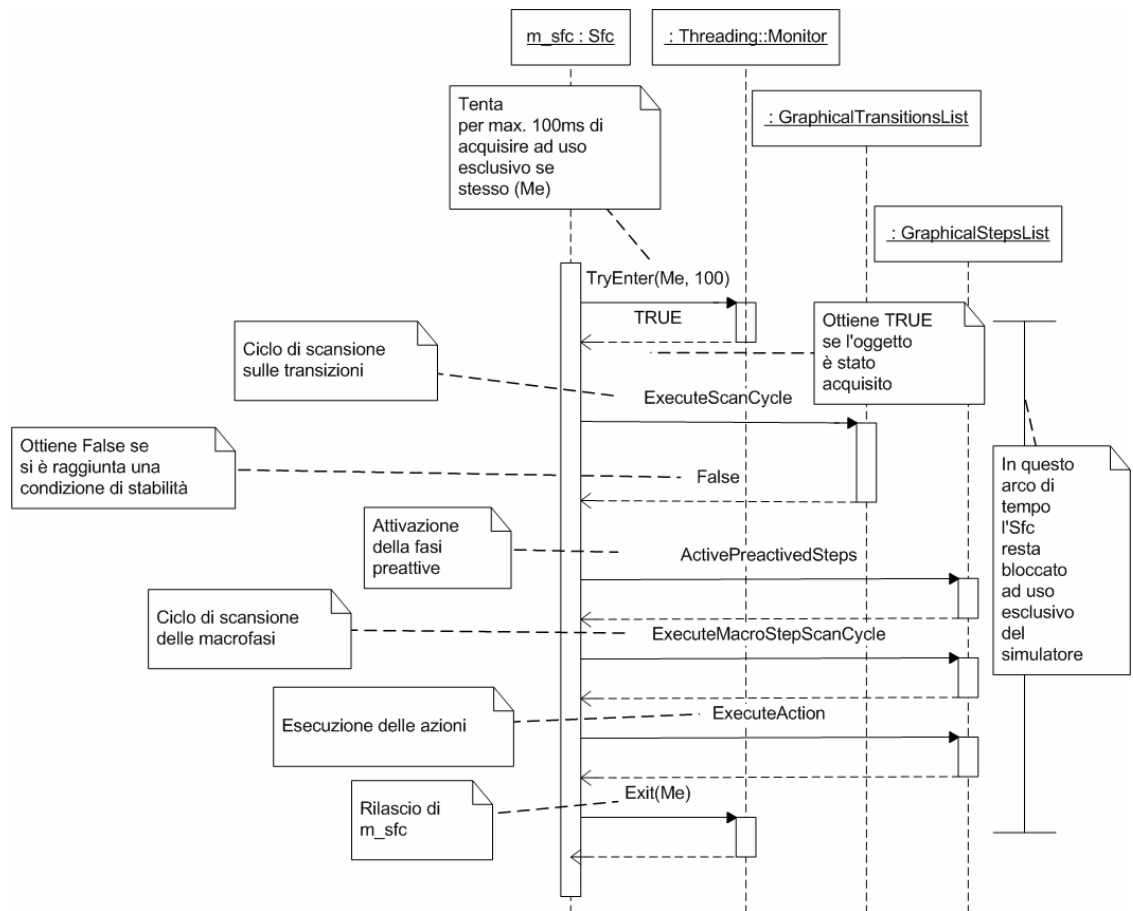 m_sfc : Sfc
: Threading::Monitor
Tenta
per max. 100ms di
acquisire ad uso
esclusivo se
stesso (Me)
: GraphicalTransitionsList
: GraphicalStepsList
TryEnter(Me, 100)
TRUE
Ottiene TRUE
se l'oggetto
è stato
acquisito
Ciclo di scansione
sulle transizioni
ExecuteScanCycle
Ottiene False se
si è raggiunta una
condizione di stabilità
False
In questo
arco di
tempo
l'Sfc
resta
bloccato
ad uso
esclusivo
del
simulatore
Attivazione
della fasi
preattive
ActivePreactivedSteps
Ciclo di scansione
delle macrofasi
ExecuteMacroStepScanCycle
Esecuzione delle azioni
ExecuteAction
Rilascio di
m_sfc
Exit(Me)